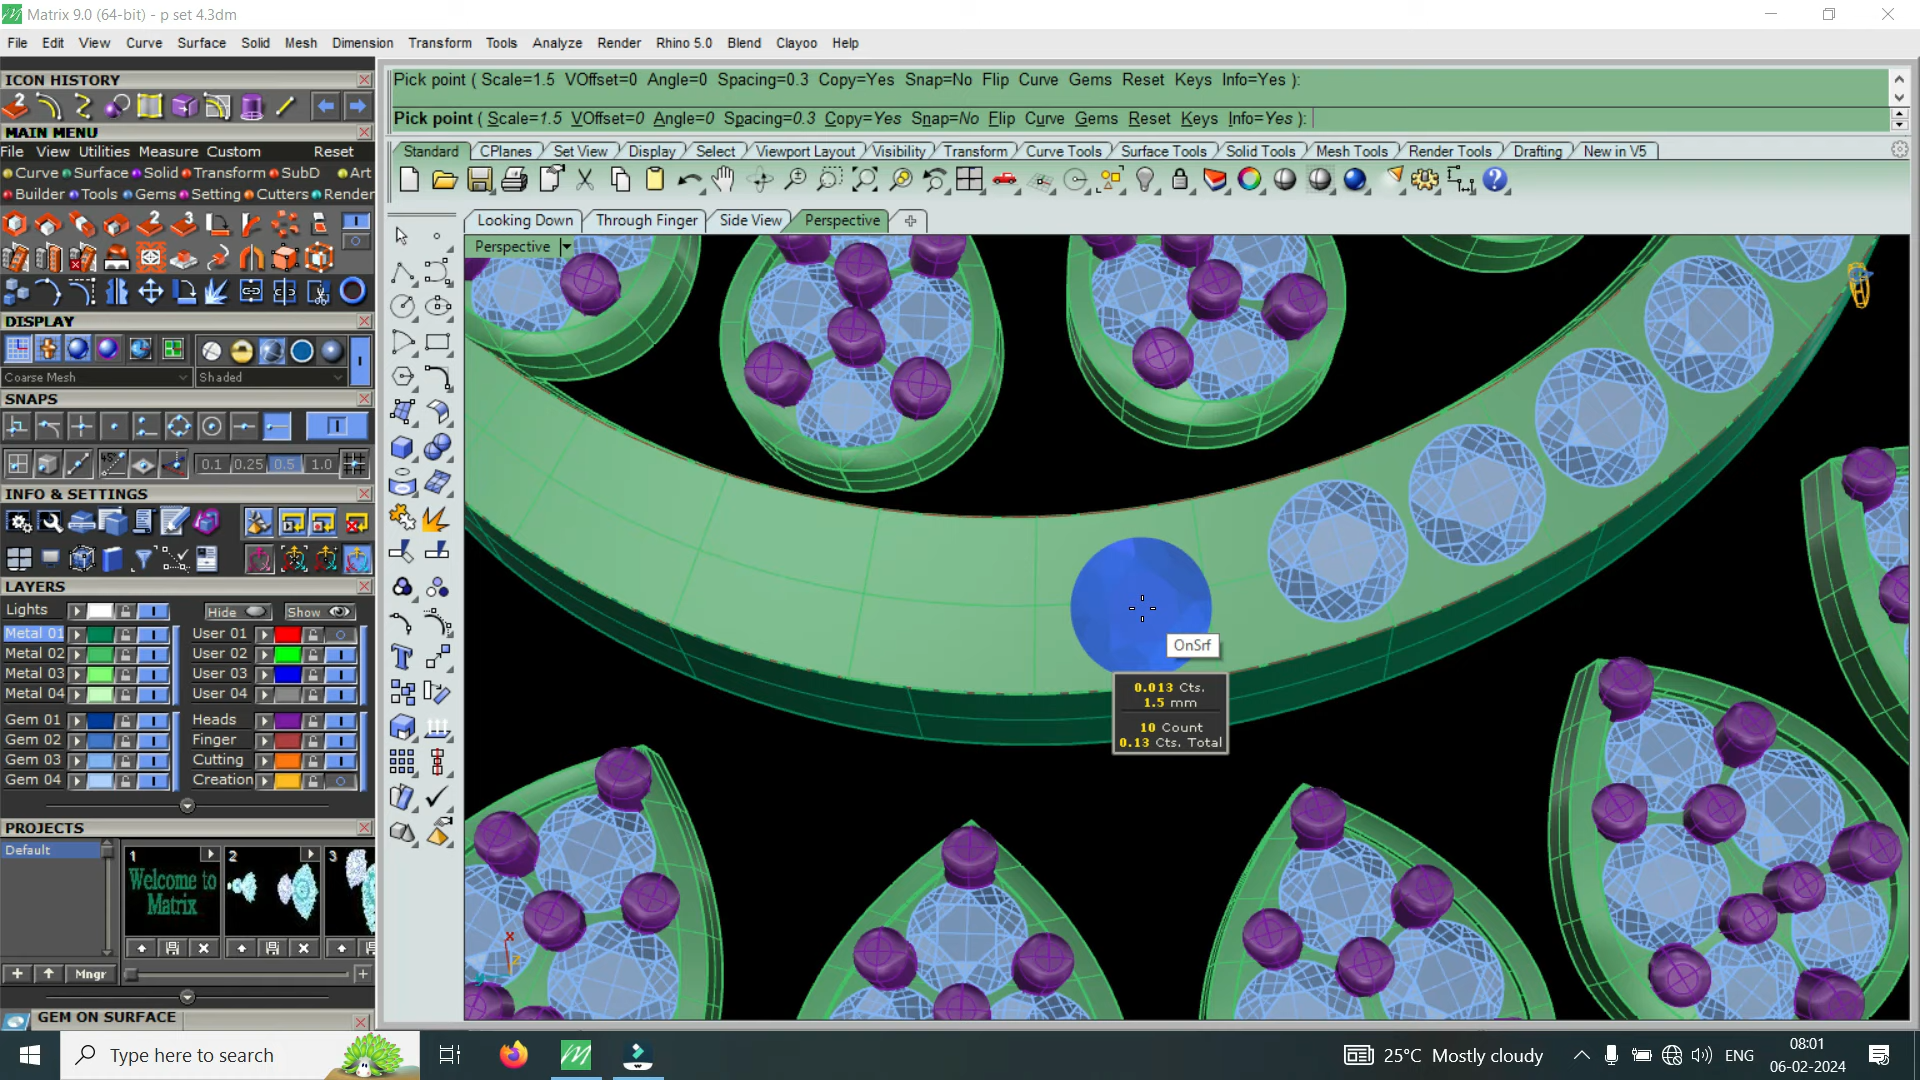 Matrix 9.0 (64-bit) - p set 4.3dm
File Edit View Curve Surface Solid Mesh Dimension Transform Tools Analyze Render Rhino 5.0 Blend Clayoo Help
ICON HISTORY
MAIN MENU
File View Utilities Measure Custom Reset
Curve Surface Solid Transform SubD Art
Builder Tools Gems Setting Cutters Render
DISPLAY
Coarse Mesh Shaded
SNAPS
0.1 0.25 0.5 1.0
INFO & SETTINGS
LAYERS
Lights Hide Show
Metal 01 User 01
Metal 02 User 02
Metal 03 User 03
Metal 04 User 04
Gem 01 Heads
Gem 02 Finger
Gem 03 Cutting
Gem 04 Creation
PROJECTS
Default
1 2 3
Welcome to
Matrix
Mngr
GEM ON SURFACE
Pick point ( Scale=1.5 VOffset=0 Angle=0 Spacing=0.3 Copy=Yes Snap=No Flip Curve Gems Reset Keys Info=Yes ):
Pick point ( Scale=1.5 VOffset=0 Angle=0 Spacing=0.3 Copy=Yes Snap=No Flip Curve Gems Reset Keys Info=Yes ):
Standard CPlanes Set View Display Select Viewport Layout Visibility Transform Curve Tools Surface Tools Solid Tools Mesh Tools Render Tools Drafting New in V5
Looking Down Through Finger Side View Perspective
Perspective
OnSrf
0.013 Cts.
1.5 mm
10 Count
0.13 Cts. Total
Type here to search
25°C Mostly cloudy
ENG
08:01
06-02-2024